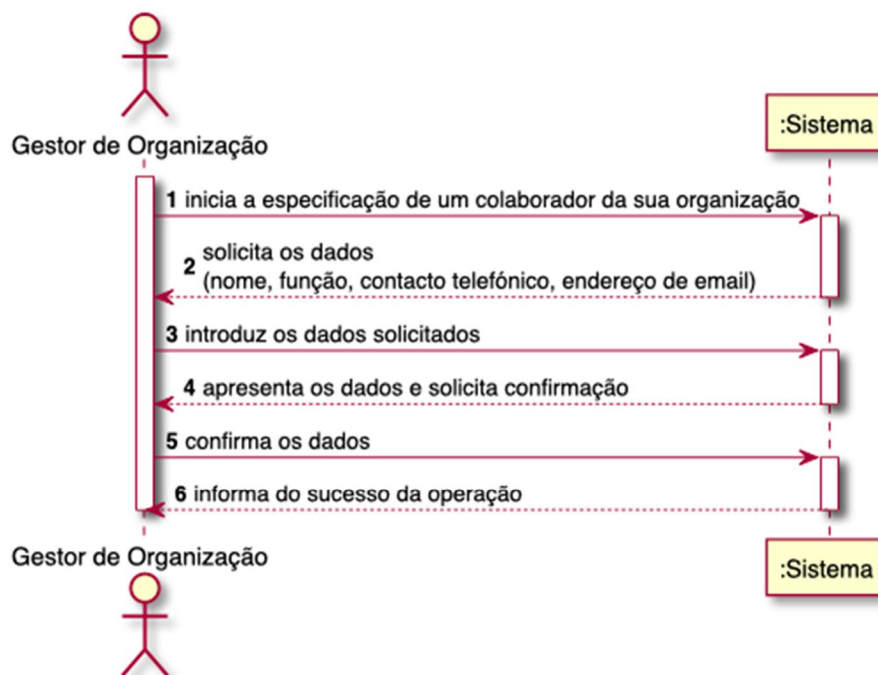 Gestor de Organização
:Sistema
1 inicia a especificação de um colaborador da sua organização
solicita os dados
2 (nome, função, contacto telefónico, endereço de email)
3 introduz os dados solicitados
4 apresenta os dados e solicita confirmação
5 confirma os dados
6 informa do sucesso da operação
Gestor de Organização
:Sistema